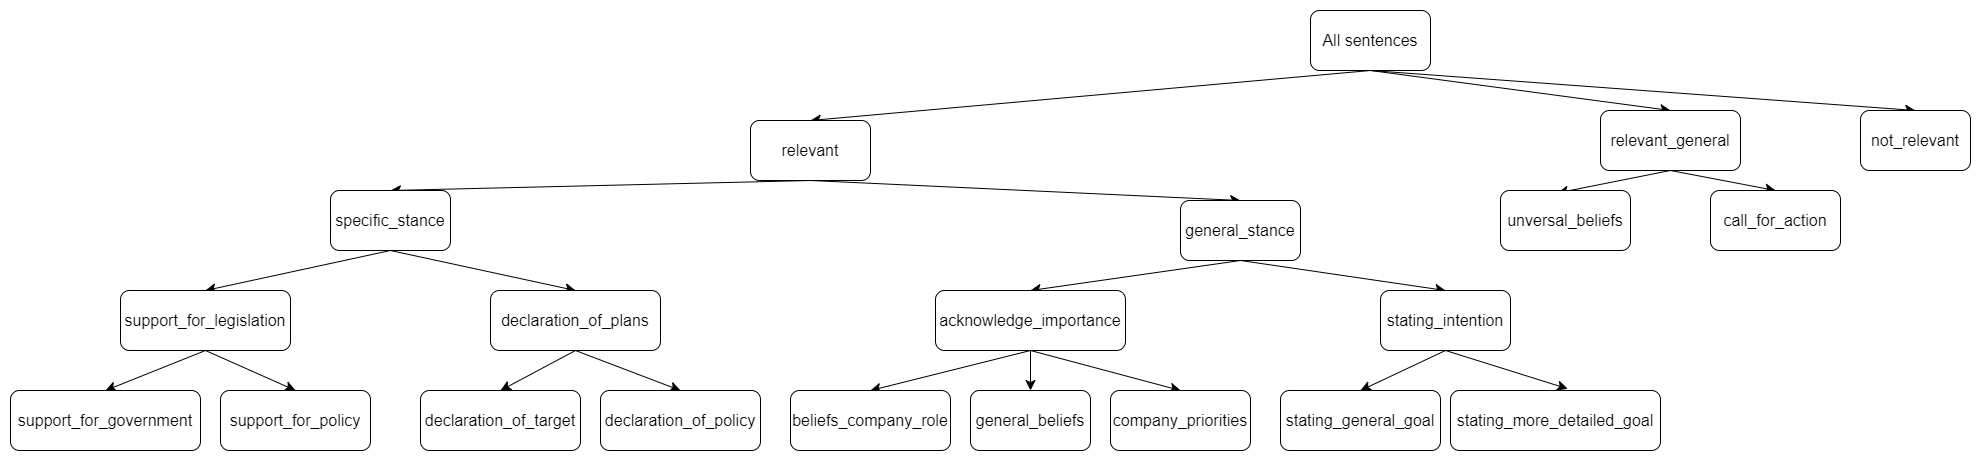 All sentences
relevant
relevant_general
not_relevant
specific_stance
general_stance
unversal_beliefs
call_for_action
support_for_legislation
declaration_of_plans
acknowledge_importance
stating_intention
support_for_government
support_for_policy
declaration_of_target
declaration_of_policy
beliefs_company_role
general_beliefs
company_priorities
stating_general_goal
stating_more_detailed_goal